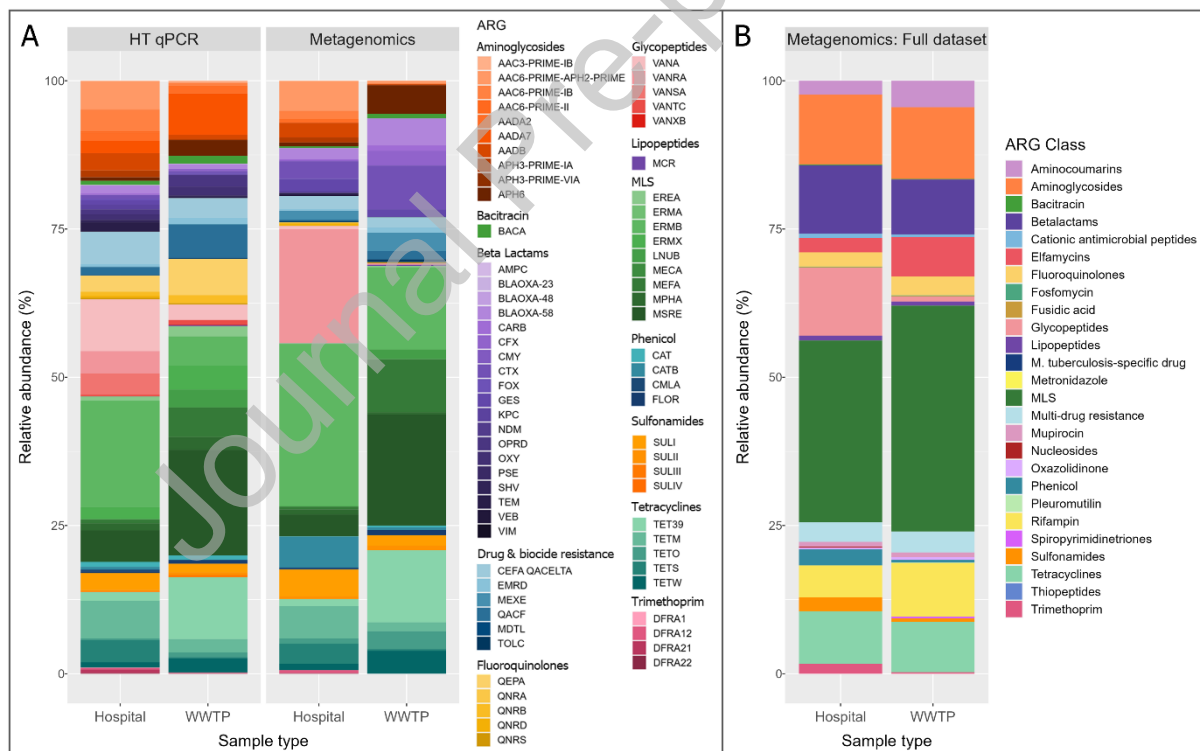 A
HT qPCR
Metagenomics
Relative abundance (%)
100
75
50
25
0
Hospital
WWTP
Hospital
WWTP
Sample type
ARG
Aminoglycosides
AAC3-PRIME-IB
AAC6-PRIME-APH2-PRIME
AAC6-PRIME-IB
AAC6-PRIME-II
AADA2
AADA7
AADB
APH3-PRIME-IA
APH3-PRIME-VIA
APH6
Bacitracin
BACA
Beta Lactams
AMPC
BLAOXA-23
BLAOXA-48
BLAOXA-58
CARB
CFX
CMY
CTX
FOX
GES
KPC
NDM
OPRD
OXY
PSE
SHV
TEM
VEB
VIM
Drug & biocide resistance
CEFA QACELTA
EMRD
MEXE
QACF
MDTL
TOLC
Fluoroquinolones
QEPA
QNRA
QNRB
QNRD
QNRS
Glycopeptides
VANA
VANRA
VANSA
VANTC
VANXB
Lipopeptides
MCR
MLS
EREA
ERMA
ERMB
ERMX
LNUB
MECA
MEFA
MPHA
MSRE
Phenicol
CAT
CATB
CMLA
FLOR
Sulfonamides
SULI
SULII
SULIII
SULIV
Tetracyclines
TET39
TETM
TETO
TETS
TETW
Trimethoprim
DFRA1
DFRA12
DFRA21
DFRA22
B
Metagenomics: Full dataset
Relative abundance (%)
100
75
50
25
0
Hospital
WWTP
Sample type
ARG Class
Aminocoumarins
Aminoglycosides
Bacitracin
Betalactams
Cationic antimicrobial peptides
Elfamycins
Fluoroquinolones
Fosfomycin
Fusidic acid
Glycopeptides
Lipopeptides
M. tuberculosis-specific drug
Metronidazole
MLS
Multi-drug resistance
Mupirocin
Nucleosides
Oxazolidinone
Phenicol
Pleuromutilin
Rifampin
Spiropyrimidinetriones
Sulfonamides
Tetracyclines
Thiopeptides
Trimethoprim
Journal Pre-p